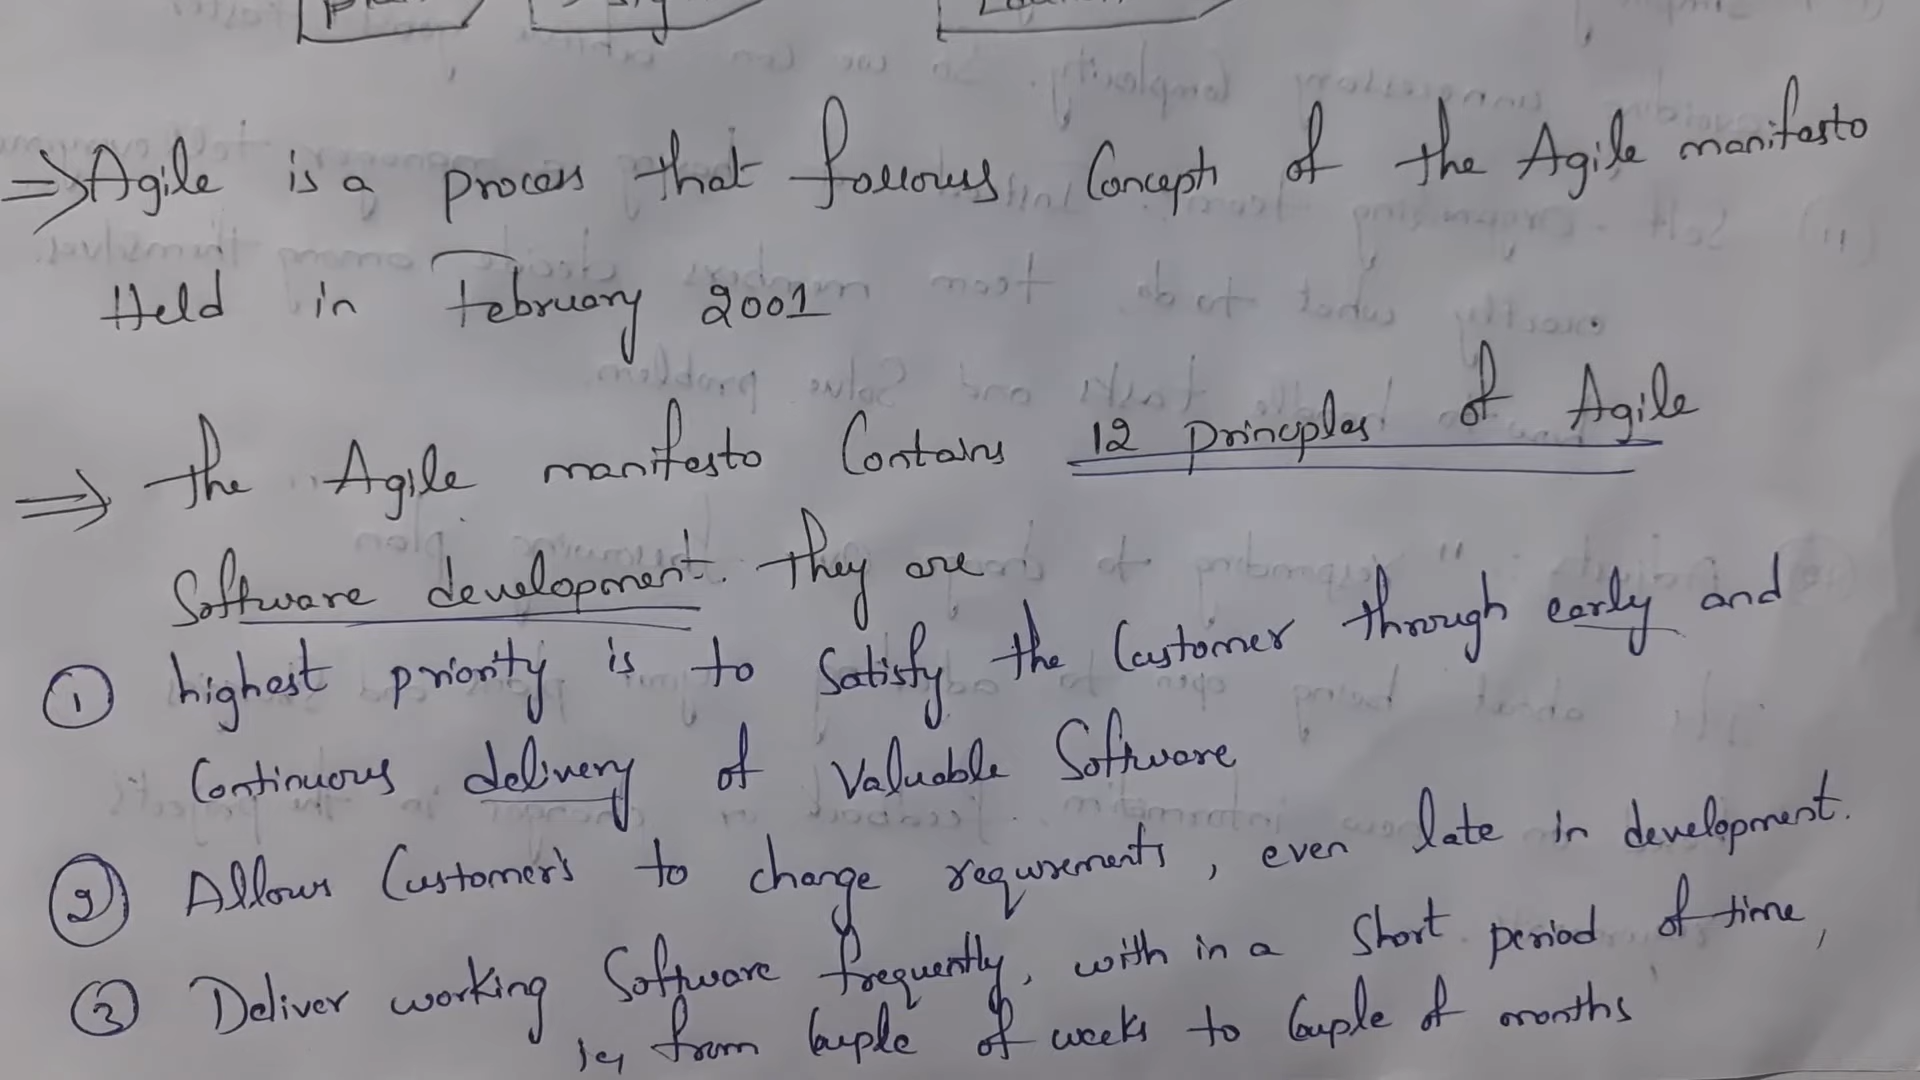 => Agile is a process that follows Concepts of the Agile manifesto
Held in February 2001
=> the Agile manifesto Contains 12 principles of Agile
Software development. they are
① highest priority is to satisfy the Customer through early and
Continuous delivery of Valuable Software
② Allows Customer's to change requirements, even late in development.
③ Deliver working Software frequently, with in a Short period of time,
ie from Couple of weeks to Couple of months